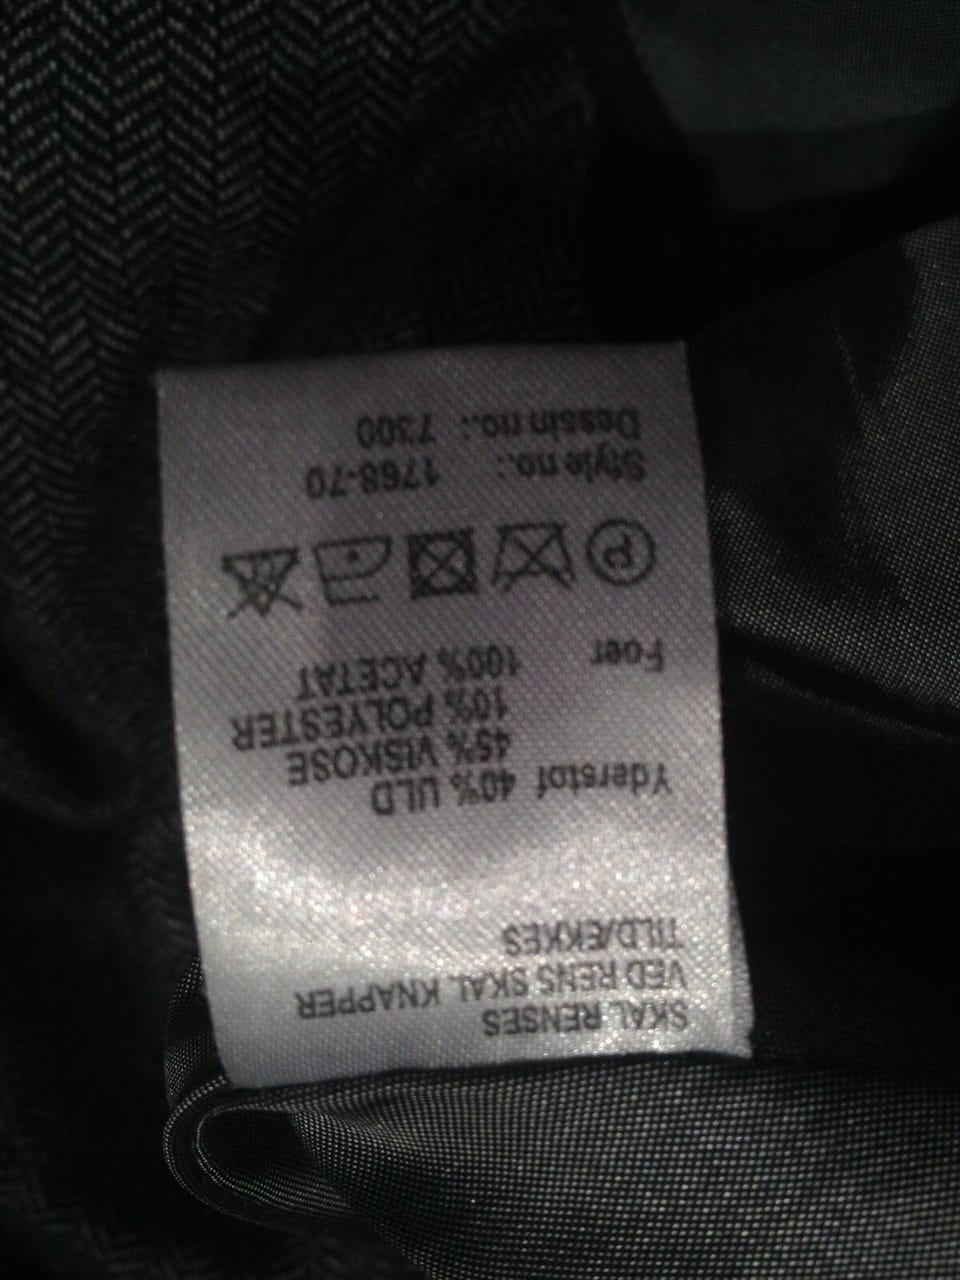 SKAL RENSES
VED RENS SKAL KNAPPER
TILDÆKKES
Yderstof 40% ULD
45% VISKOSE
10% POLYESTER
Foer 100% ACETAT
P
Style no.: 1768-70
Dessin no.: 7300